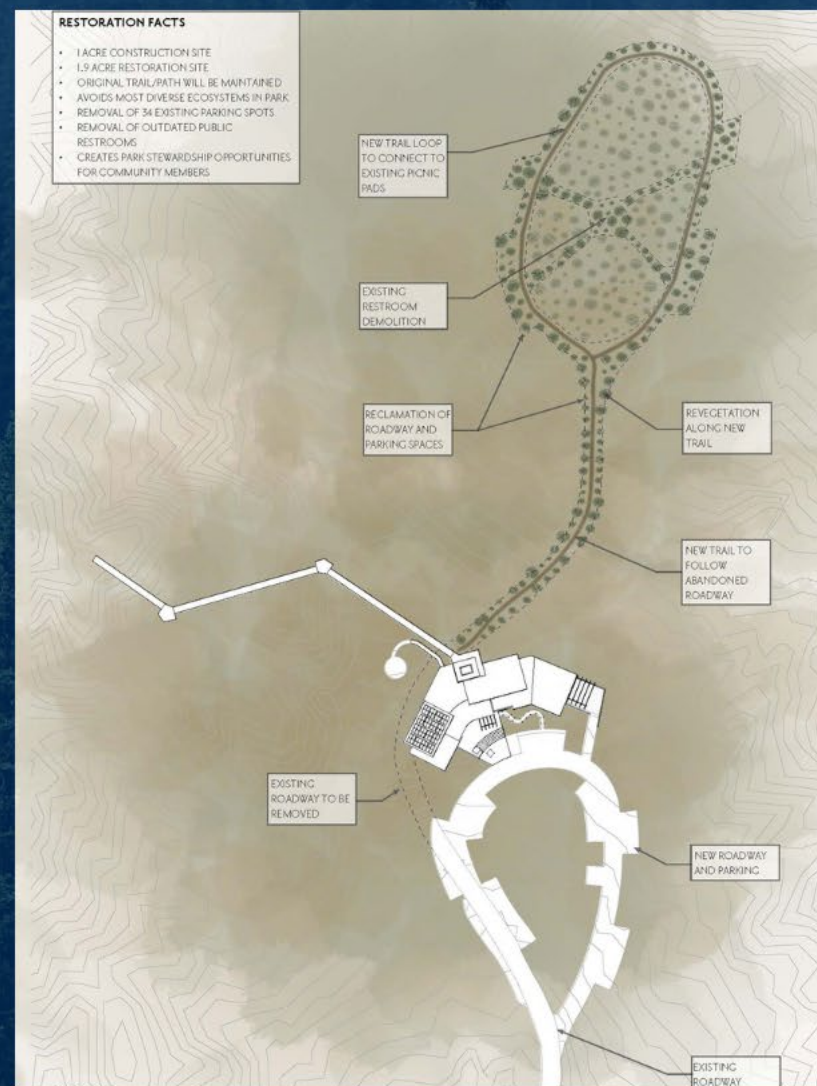 RESTORATION FACTS
• 1 ACRE CONSTRUCTION SITE
• 1.9 ACRE RESTORATION SITE
• ORIGINAL TRAIL/PATH WILL BE MAINTAINED
• AVOIDS MOST DIVERSE ECOSYSTEMS IN PARK
• REMOVAL OF 34 EXISTING PARKING SPOTS
• REMOVAL OF OUTDATED PUBLIC
RESTROOMS
• CREATES PARK STEWARDSHIP OPPORTUNITIES
FOR COMMUNITY MEMBERS
NEW TRAIL LOOP
TO CONNECT TO
EXISTING PICNIC
PADS
EXISTING
RESTROOM
DEMOLITION
RECLAMATION OF
ROADWAY AND
PARKING SPACES
REVEGETATION
ALONG NEW
TRAIL
NEW TRAIL TO
FOLLOW
ABANDONED
ROADWAY
EXISTING
ROADWAY TO BE
REMOVED
NEW ROADWAY
AND PARKING
EXISTING
ROADWAY